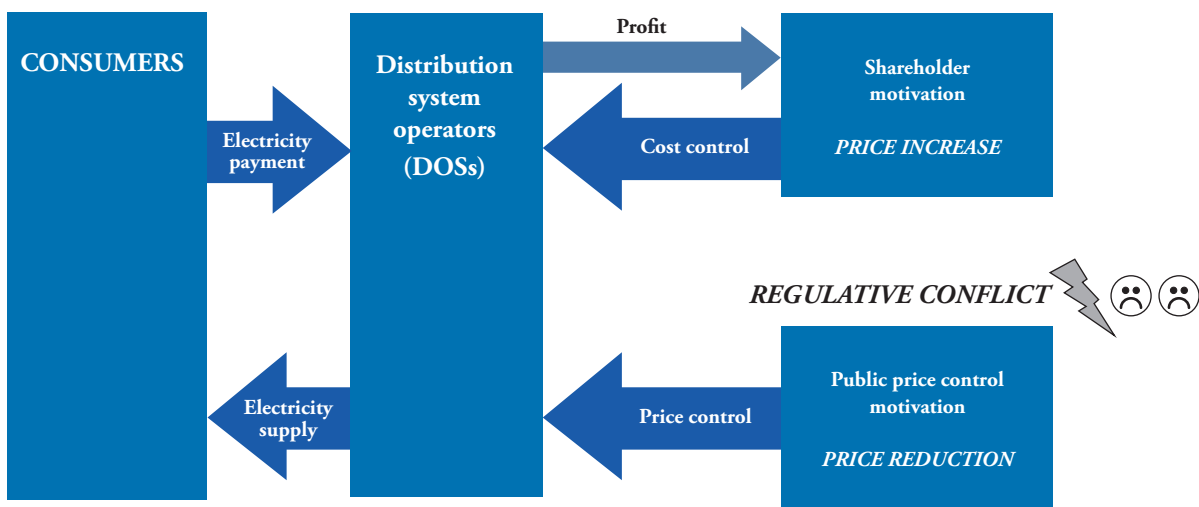 CONSUMERS
Electricity
payment
Electricity
supply
Distribution
system
operators
(DOSs)
Profit
Cost control
Price control
Shareholder
motivation
PRICE INCREASE
REGULATIVE CONFLICT
Public price control
motivation
PRICE REDUCTION